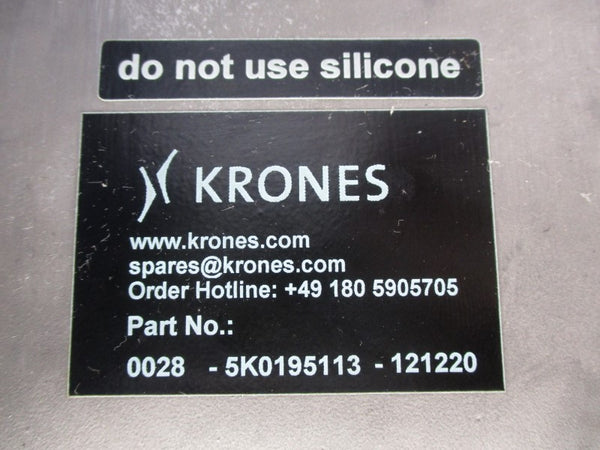 do not use silicone
KRONES
www.krones.com
spares@krones.com
Order Hotline: +49 180 5905705
Part No.:
0028 - 5K0195113 - 121220